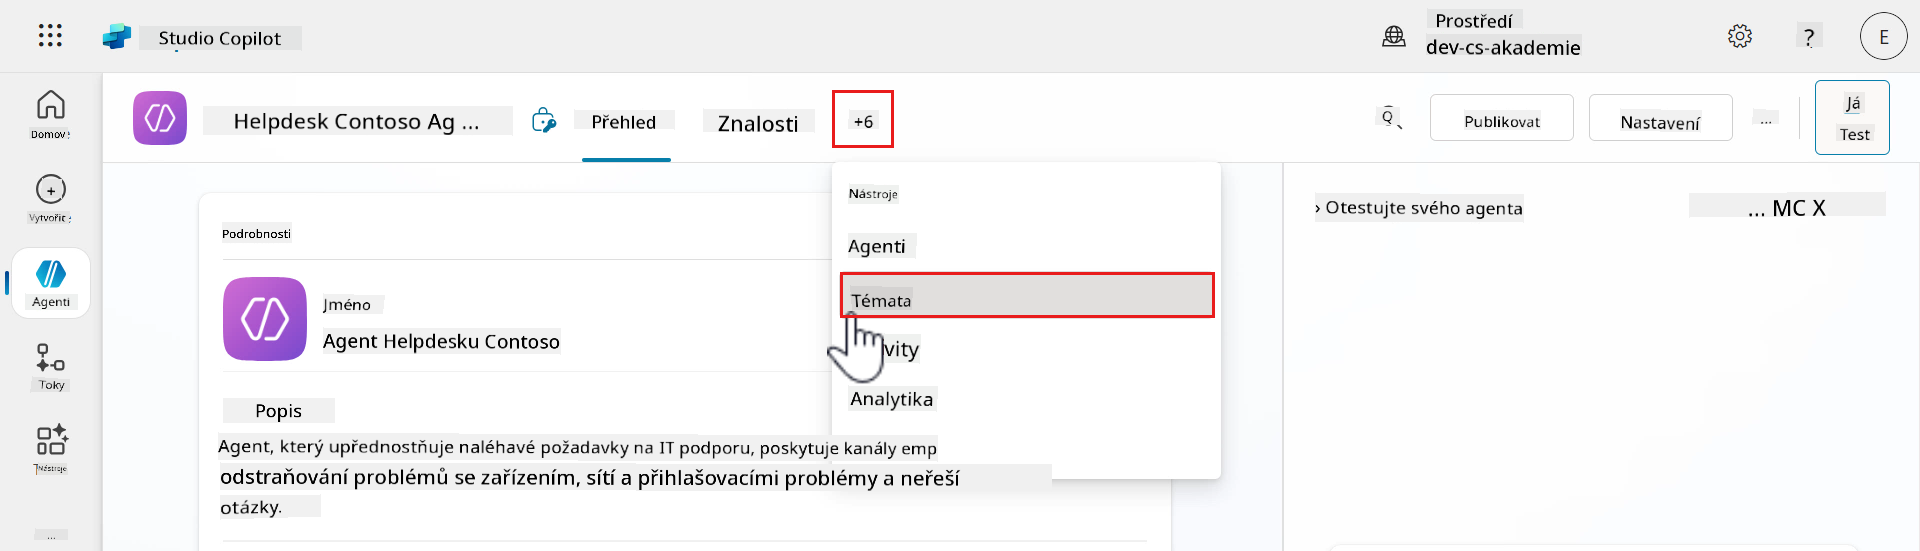 Studio Copilot
Prostředí
dev-cs-akademie
?
E
Domov
Vytvořit
Agenti
Toky
Nástroje
...
Helpdesk Contoso Ag ...
Přehled
Znalosti
+6
Publikovat
Nastavení
...
Já
Test
Nástroje
Agenti
Témata
vity
Analytika
Podrobnosti
Jméno
Agent Helpdesku Contoso
Popis
Agent, který upřednostňuje naléhavé požadavky na IT podporu, poskytuje kanály emp
odstraňování problémů se zařízením, sítí a přihlašovacími problémy a neřeší
otázky.
› Otestujte svého agenta
... MC X